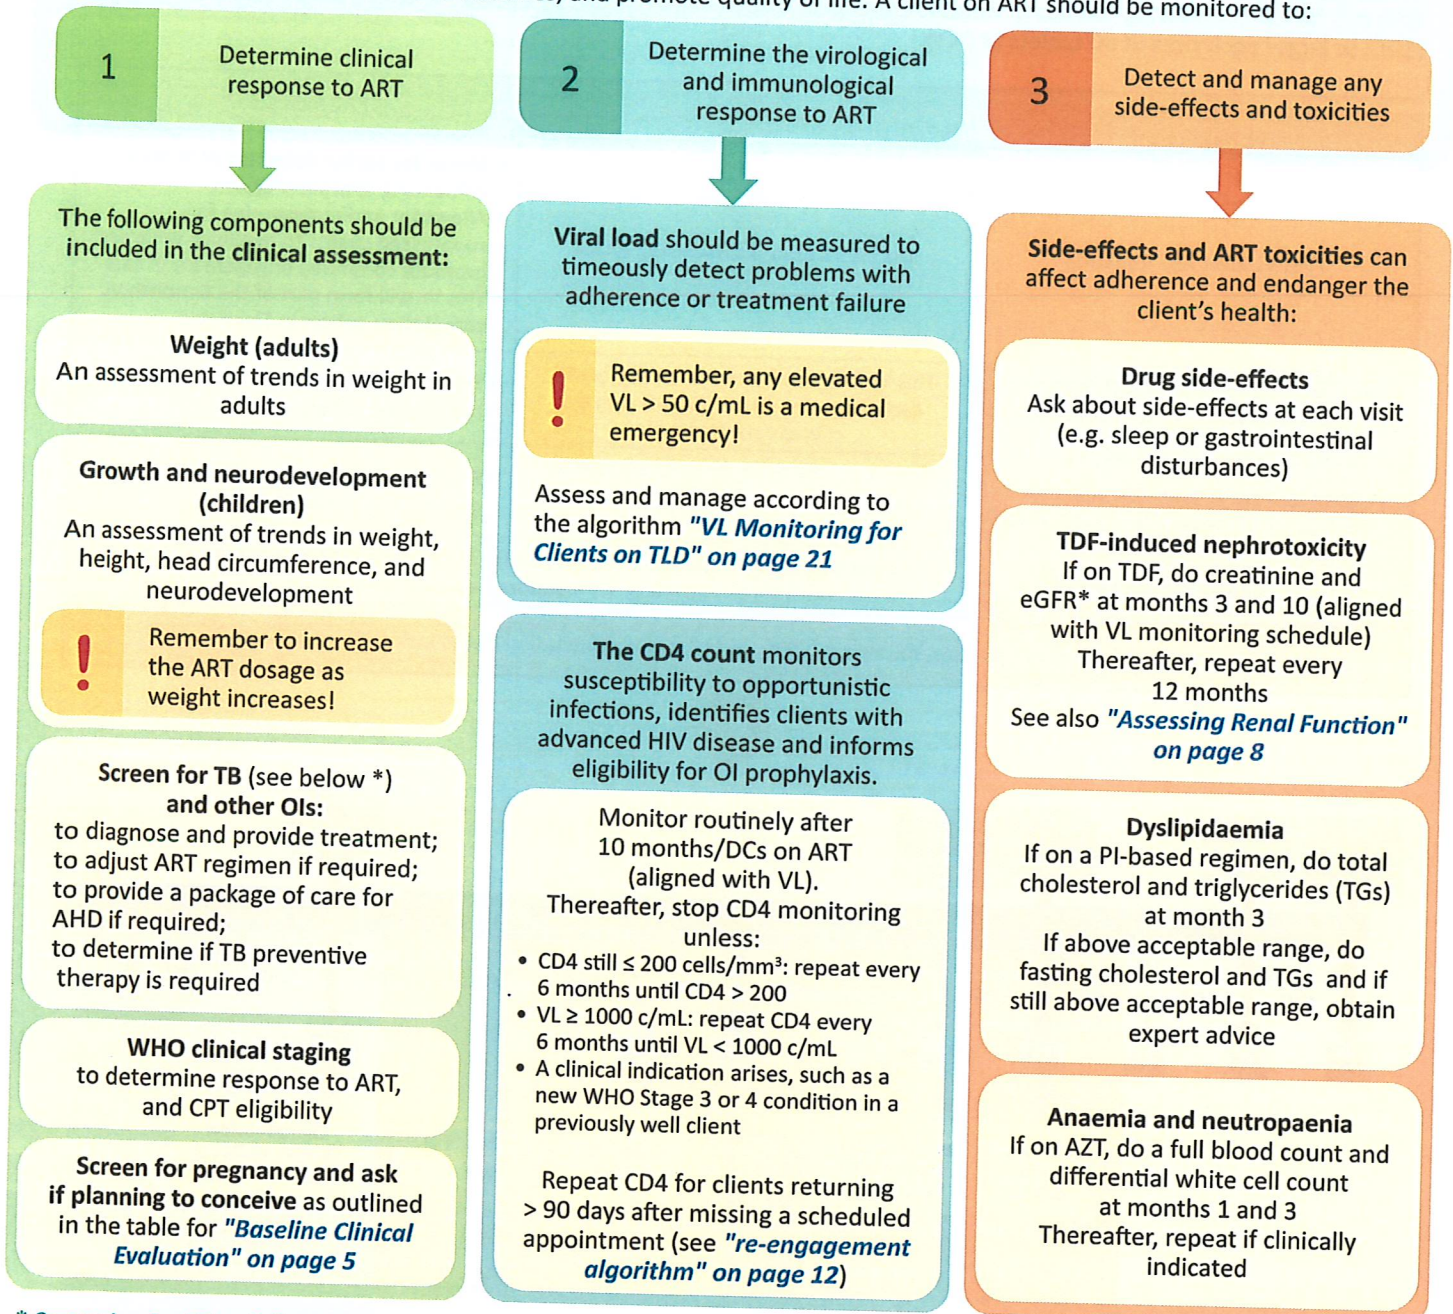 and promote quality of life. A client on ART should be monitored to:
1
Determine clinical
response to ART
2
Determine the virological
and immunological
response to ART
3
Detect and manage any
side-effects and toxicities
The following components should be
included in the clinical assessment:
Weight (adults)
An assessment of trends in weight in
adults
Growth and neurodevelopment
(children)
An assessment of trends in weight,
height, head circumference, and
neurodevelopment
!
Remember to increase
the ART dosage as
weight increases!
Screen for TB (see below *)
and other OIs:
to diagnose and provide treatment;
to adjust ART regimen if required;
to provide a package of care for
AHD if required;
to determine if TB preventive
therapy is required
WHO clinical staging
to determine response to ART,
and CPT eligibility
Screen for pregnancy and ask
if planning to conceive as outlined
in the table for "Baseline Clinical
Evaluation" on page 5
Viral load should be measured to
timeously detect problems with
adherence or treatment failure
!
Remember, any elevated
VL > 50 c/mL is a medical
emergency!
Assess and manage according to
the algorithm "VL Monitoring for
Clients on TLD" on page 21
The CD4 count monitors
susceptibility to opportunistic
infections, identifies clients with
advanced HIV disease and informs
eligibility for OI prophylaxis.
Monitor routinely after
10 months/DCs on ART
(aligned with VL).
Thereafter, stop CD4 monitoring
unless:
• CD4 still ≤ 200 cells/mm³: repeat every
6 months until CD4 > 200
• VL ≥ 1000 c/mL: repeat CD4 every
6 months until VL < 1000 c/mL
• A clinical indication arises, such as a
new WHO Stage 3 or 4 condition in a
previously well client
Repeat CD4 for clients returning
> 90 days after missing a scheduled
appointment (see "re-engagement
algorithm" on page 12)
Side-effects and ART toxicities can
affect adherence and endanger the
client's health:
Drug side-effects
Ask about side-effects at each visit
(e.g. sleep or gastrointestinal
disturbances)
TDF-induced nephrotoxicity
If on TDF, do creatinine and
eGFR* at months 3 and 10 (aligned
with VL monitoring schedule)
Thereafter, repeat every
12 months
See also "Assessing Renal Function"
on page 8
Dyslipidaemia
If on a PI-based regimen, do total
cholesterol and triglycerides (TGs)
at month 3
If above acceptable range, do
fasting cholesterol and TGs and if
still above acceptable range, obtain
expert advice
Anaemia and neutropaenia
If on AZT, do a full blood count and
differential white cell count
at months 1 and 3
Thereafter, repeat if clinically
indicated